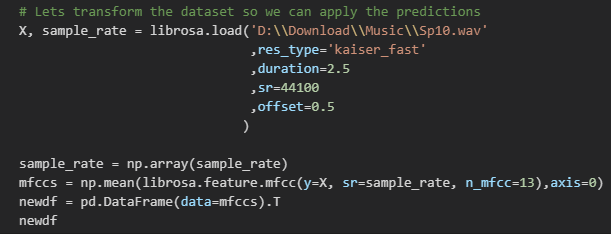 # Lets transform the dataset so we can apply the predictions
X, sample_rate = librosa.load('D:\\Download\\Music\\Sp10.wav'
,res_type='kaiser_fast'
,duration=2.5
,sr=44100
,offset=0.5
)
sample_rate = np.array(sample_rate)
mfccs = np.mean(librosa.feature.mfcc(y=X, sr=sample_rate, n_mfcc=13),axis=0)
newdf = pd.DataFrame(data=mfccs).T
newdf